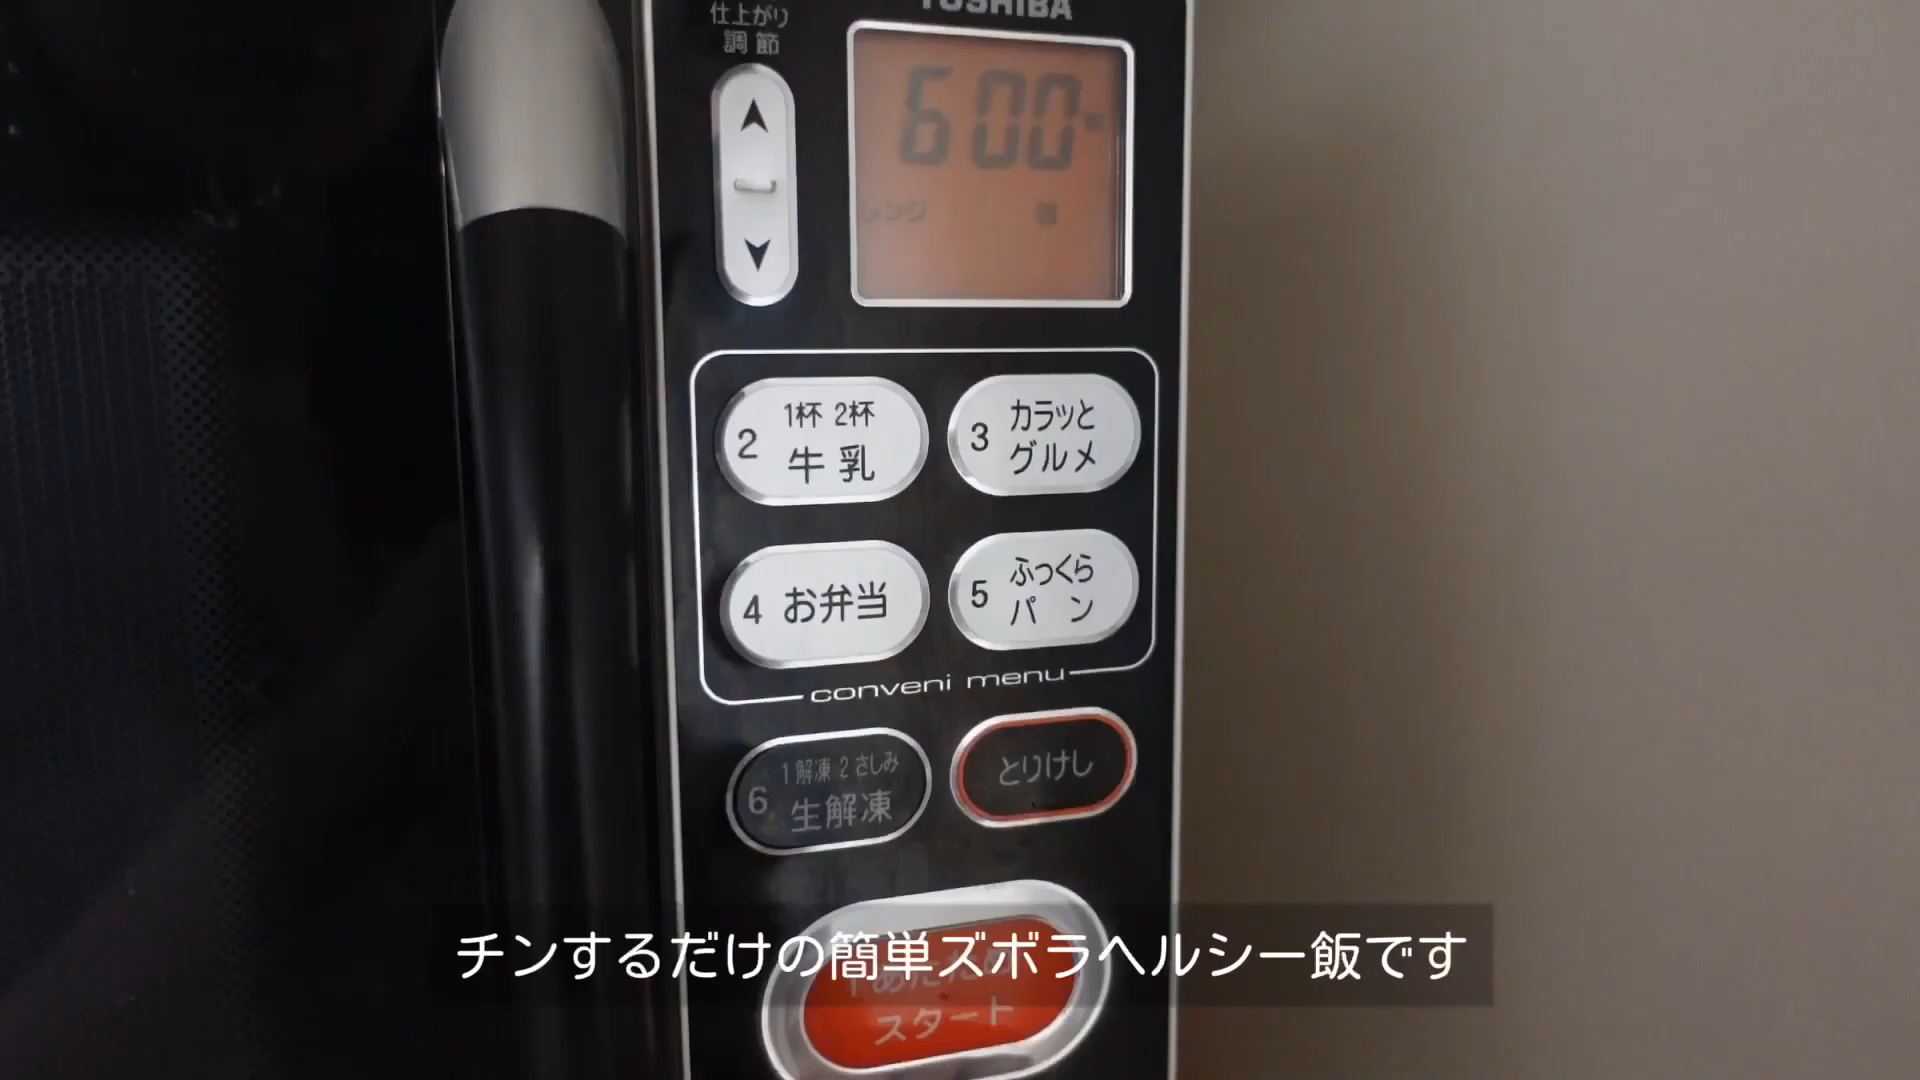 TOSHIBA
仕上がり
調節
600
レンジ
2
1杯 2杯
牛乳
3
カラッと
グルメ
4 お弁当
5
ふっくら
パン
conveni menu
6
1解凍 2さしみ
生解凍
とりけし
チンするだけの簡単ズボラヘルシー飯です
スタート